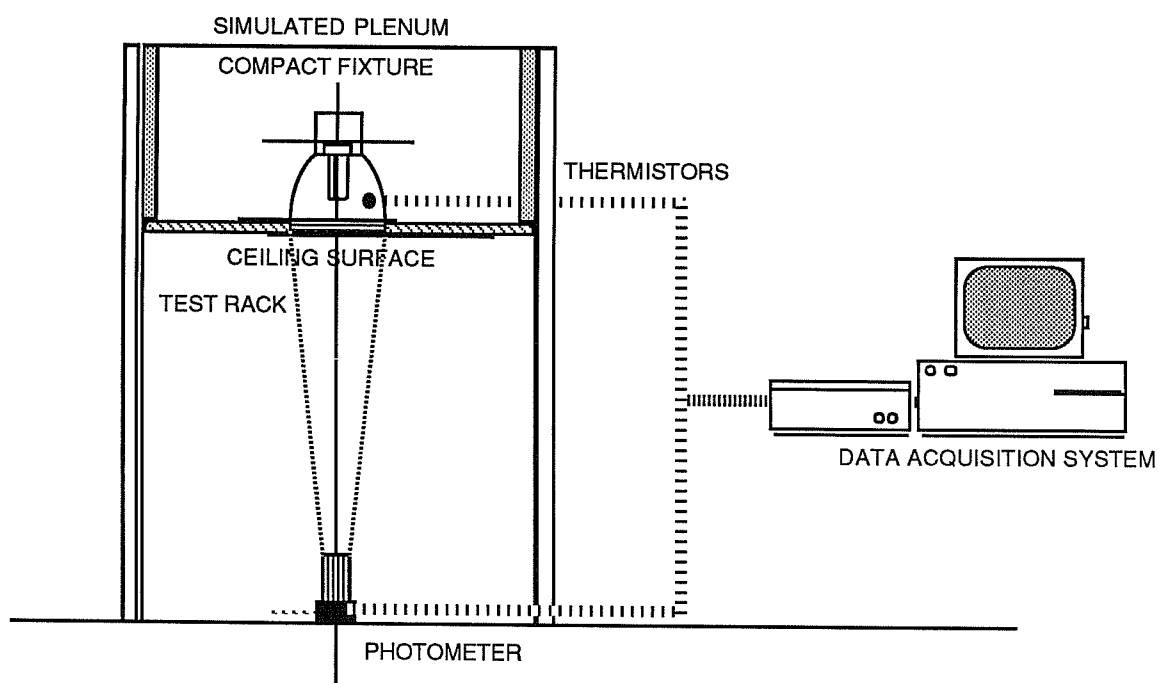 SIMULATED PLENUM
COMPACT FIXTURE
THERMISTORS
CEILING SURFACE
TEST RACK
DATA ACQUISITION SYSTEM
PHOTOMETER